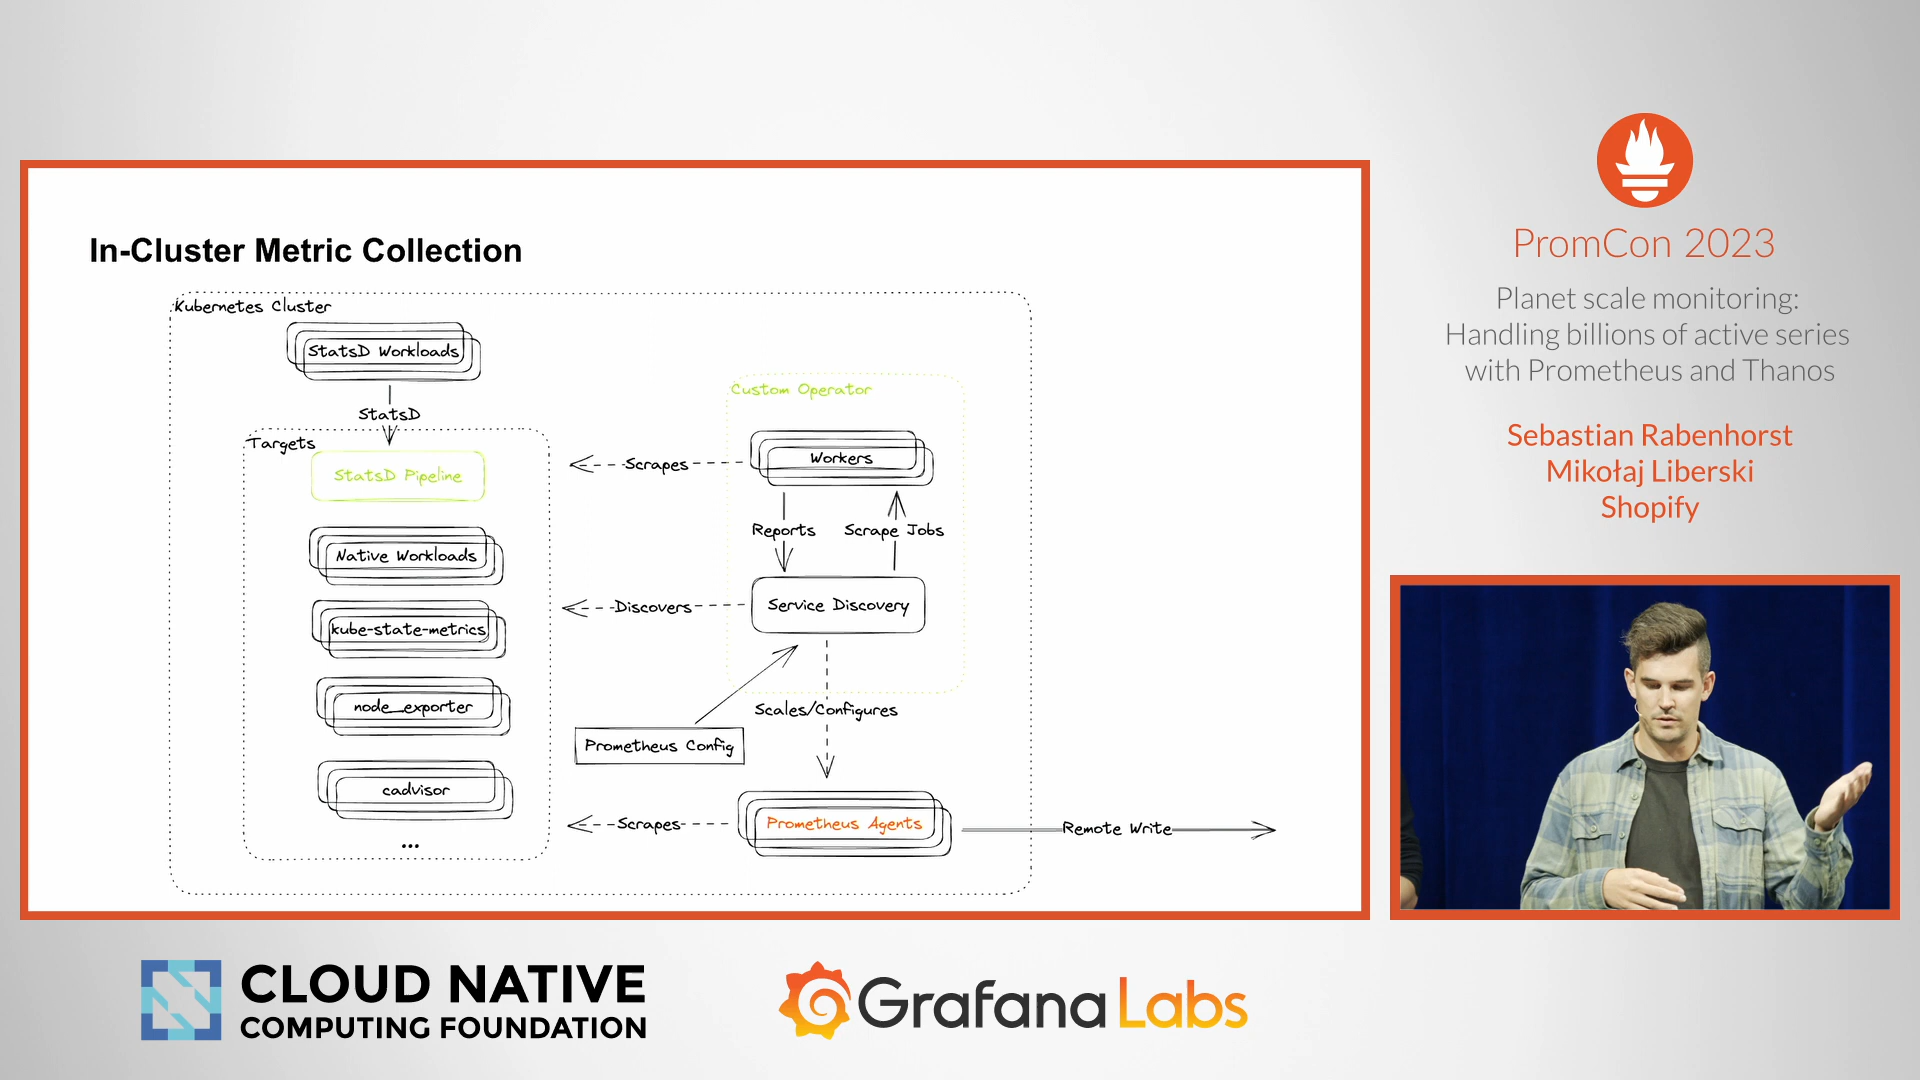 In-Cluster Metric Collection
Kubernetes Cluster
StatsD Workloads
StatsD
Targets
StatsD Pipeline
Native Workloads
kube-state-metrics
node_exporter
cadvisor
...
Custom Operator
Scrapes
Workers
Reports
Scrape Jobs
Discovers
Service Discovery
Scales/Configures
Prometheus Config
Scrapes
Prometheus Agents
Remote Write
PromCon 2023
Planet scale monitoring:
Handling billions of active series
with Prometheus and Thanos
Sebastian Rabenhorst
Mikołaj Liberski
Shopify
CLOUD NATIVE
COMPUTING FOUNDATION
Grafana Labs